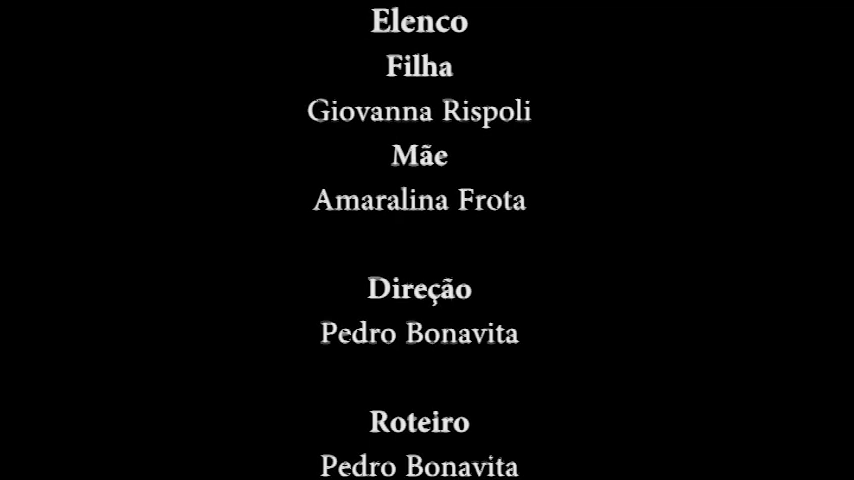 Elenco
Filha
Giovanna Rispoli
Mãe
Amaralina Frota
Direção
Pedro Bonavita
Roteiro
Pedro Bonavita